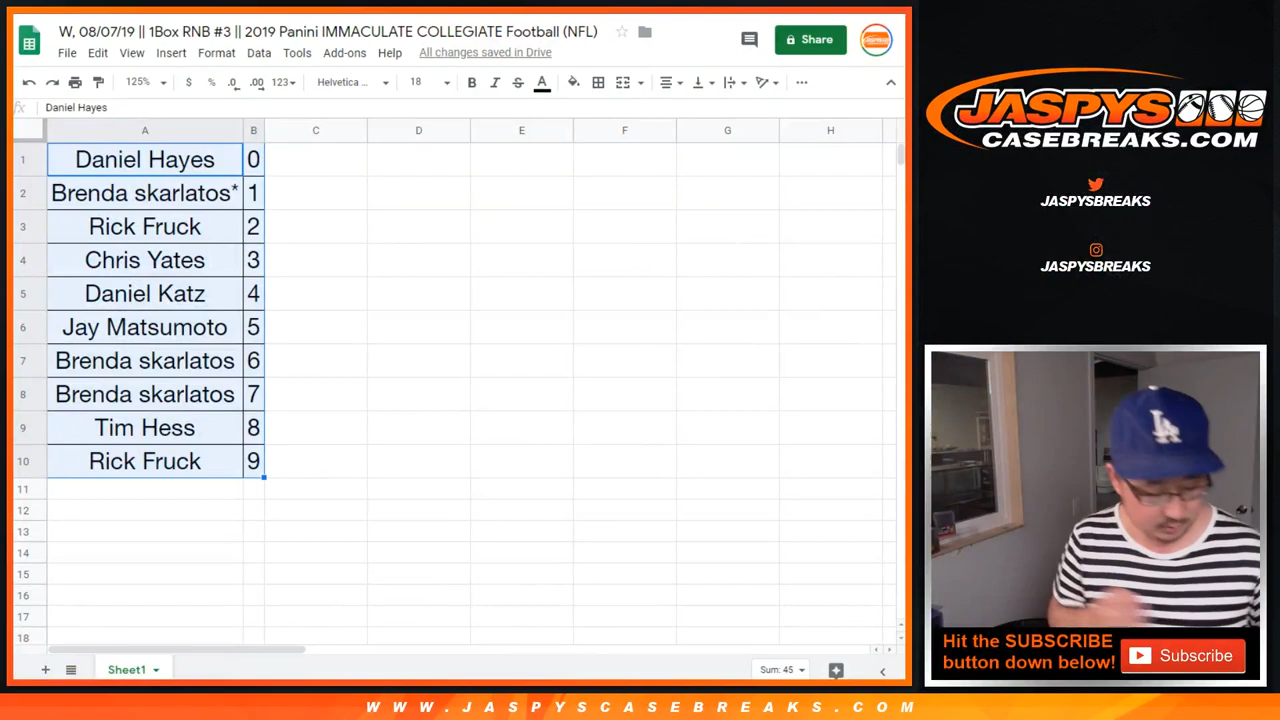 W, 08/07/19 || 1Box RNB #3 || 2019 Panini IMMACULATE COLLEGIATE Football (NFL)
File Edit View Insert Format Data Tools Add-ons Help All changes saved in Drive
Share
125% $ % .0 .00 123 Helvetica ... 18 B I S A
fx Daniel Hayes
A B C D E F G H
1 Daniel Hayes 0
2 Brenda skarlatos* 1
3 Rick Fruck 2
4 Chris Yates 3
5 Daniel Katz 4
6 Jay Matsumoto 5
7 Brenda skarlatos 6
8 Brenda skarlatos 7
9 Tim Hess 8
10 Rick Fruck 9
11
12
13
14
15
16
17
18
Sheet1 Sum: 45
JASPYS
CASEBREAKS.COM
JASPYSBREAKS
JASPYSBREAKS
LA
Hit the SUBSCRIBE
button down below!
Subscribe
WWW.JASPYSCASEBREAKS.COM